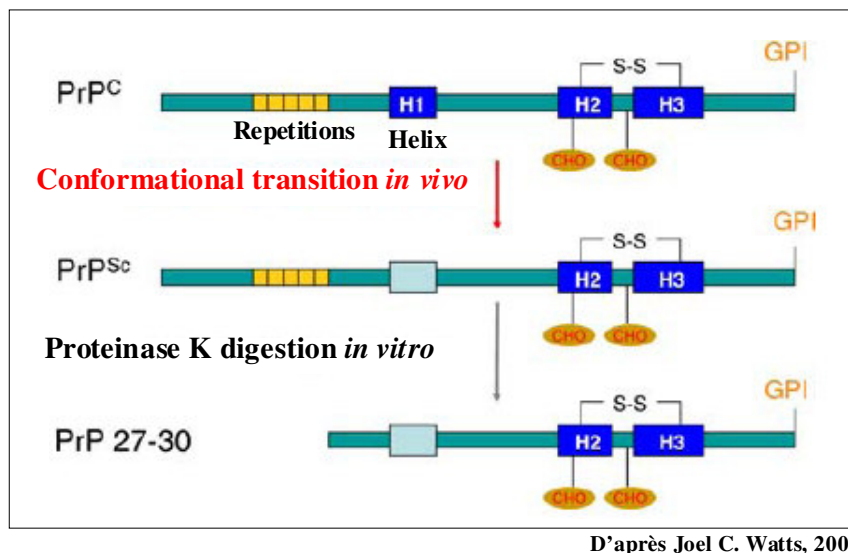 GPI
S-S
PrPC
H1
H2
H3
Repetitions
Helix
CHO
CHO
Conformational transition in vivo
GPI
S-S
PrPSc
H2
H3
CHO
CHO
Proteinase K digestion in vitro
GPI
S-S
PrP 27-30
H2
H3
CHO
CHO
D'après Joel C. Watts, 200